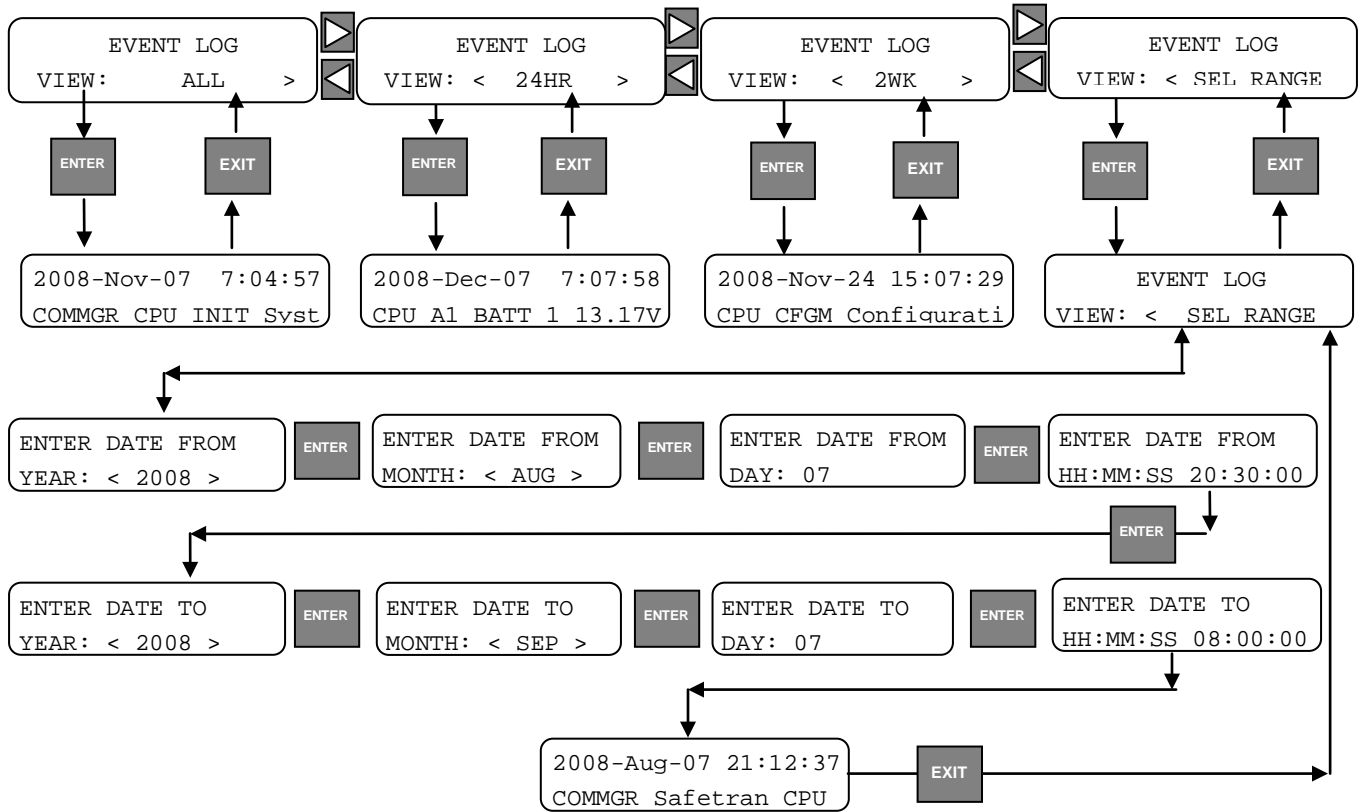 EVENT LOG
VIEW: ALL >
EVENT LOG
VIEW: < 24HR >
EVENT LOG
VIEW: < 2WK >
EVENT LOG
VIEW: < SEL RANGE
ENTER
EXIT
ENTER
EXIT
ENTER
EXIT
ENTER
EXIT
2008-Nov-07 7:04:57
COMMGR CPU INIT Syst
2008-Dec-07 7:07:58
CPU A1 BATT 1 13.17V
2008-Nov-24 15:07:29
CPU CFGM Configurati
EVENT LOG
VIEW: < SEL RANGE
ENTER DATE FROM
YEAR: < 2008 >
ENTER
ENTER DATE FROM
MONTH: < AUG >
ENTER
ENTER DATE FROM
DAY: 07
ENTER
ENTER DATE FROM
HH:MM:SS 20:30:00
ENTER
ENTER DATE TO
YEAR: < 2008 >
ENTER
ENTER DATE TO
MONTH: < SEP >
ENTER
ENTER DATE TO
DAY: 07
ENTER
ENTER DATE TO
HH:MM:SS 08:00:00
2008-Aug-07 21:12:37
COMMGR Safetran CPU
EXIT